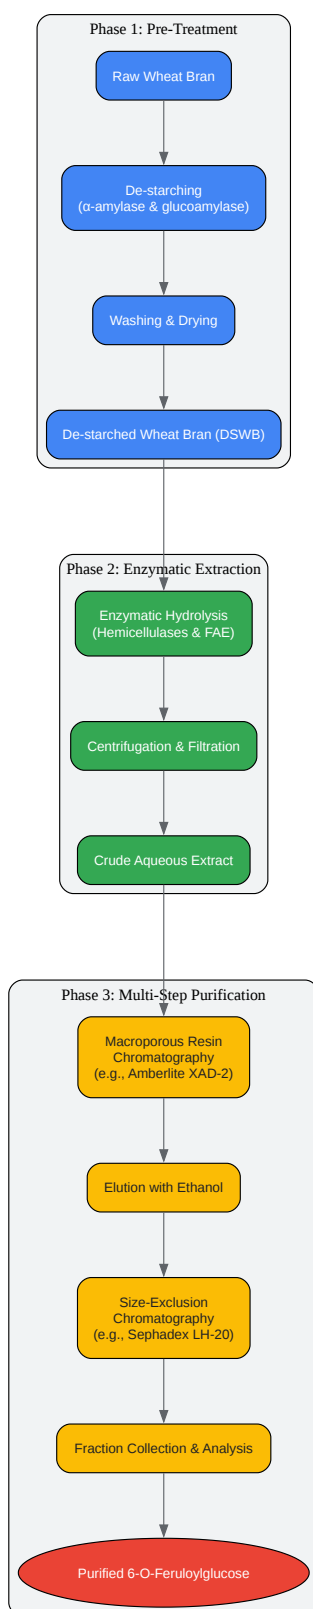 Phase 1: Pre-Treatment
Raw Wheat Bran
De-starching
(α-amylase & glucoamylase)
Washing & Drying
De-starched Wheat Bran (DSWB)
Phase 2: Enzymatic Extraction
Enzymatic Hydrolysis
(Hemicellulases & FAE)
Centrifugation & Filtration
Crude Aqueous Extract
Phase 3: Multi-Step Purification
Macroporous Resin
Chromatography
(e.g., Amberlite XAD-2)
Elution with Ethanol
Size-Exclusion
Chromatography
(e.g., Sephadex LH-20)
Fraction Collection & Analysis
Purified 6-O-Feruloylglucose